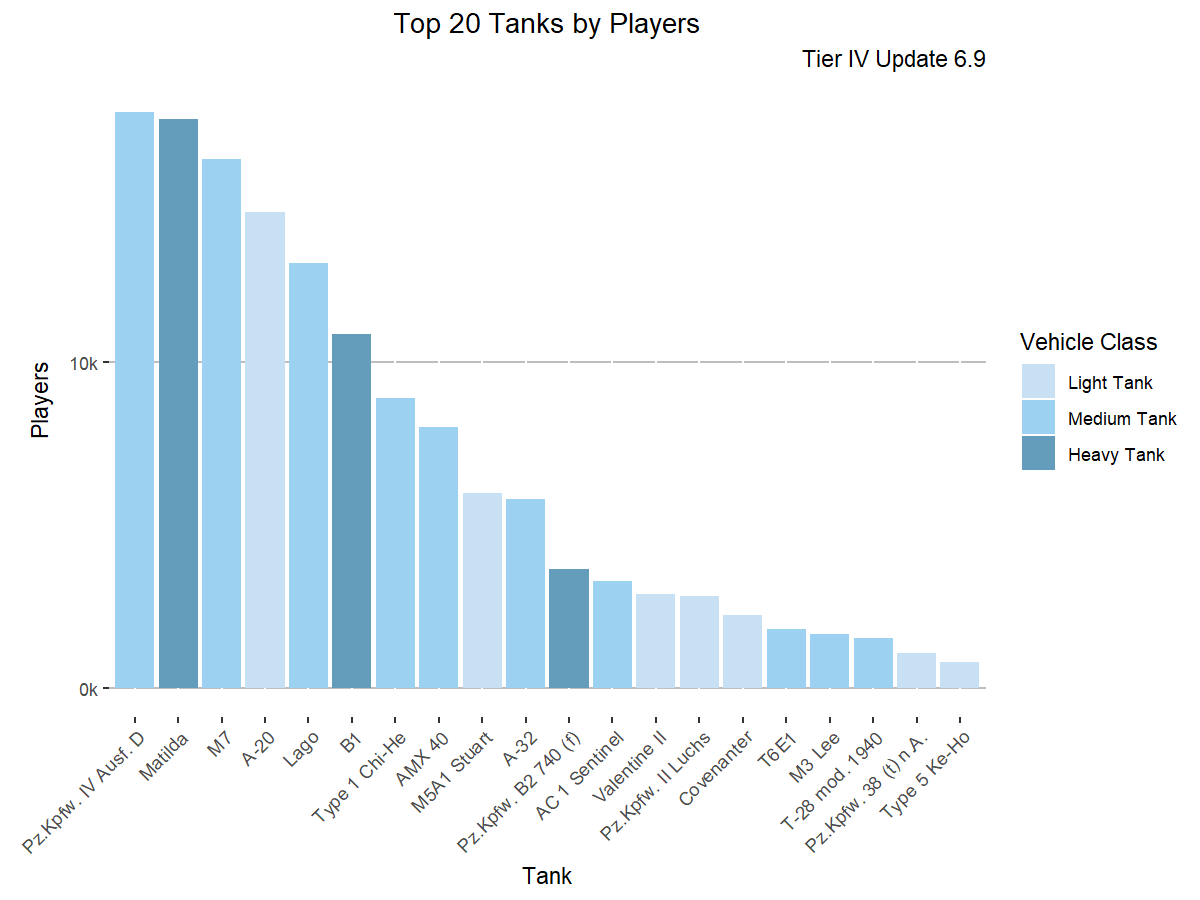 Top 20 Tanks by Players
Tier IV Update 6.9
Players
10k
0k
Pz.Kpfw. IV Ausf. D
Matilda
M7
A-20
Lago
B1
Type 1 Chi-He
AMX 40
M5A1 Stuart
A-32
Pz.Kpfw. B2 740 (f)
AC 1 Sentinel
Valentine II
Pz.Kpfw. II Luchs
Covenanter
T6E1
M3 Lee
T-28 mod. 1940
Pz.Kpfw. 38 (t) n.A.
Type 5 Ke-Ho
Tank
Vehicle Class
Light Tank
Medium Tank
Heavy Tank